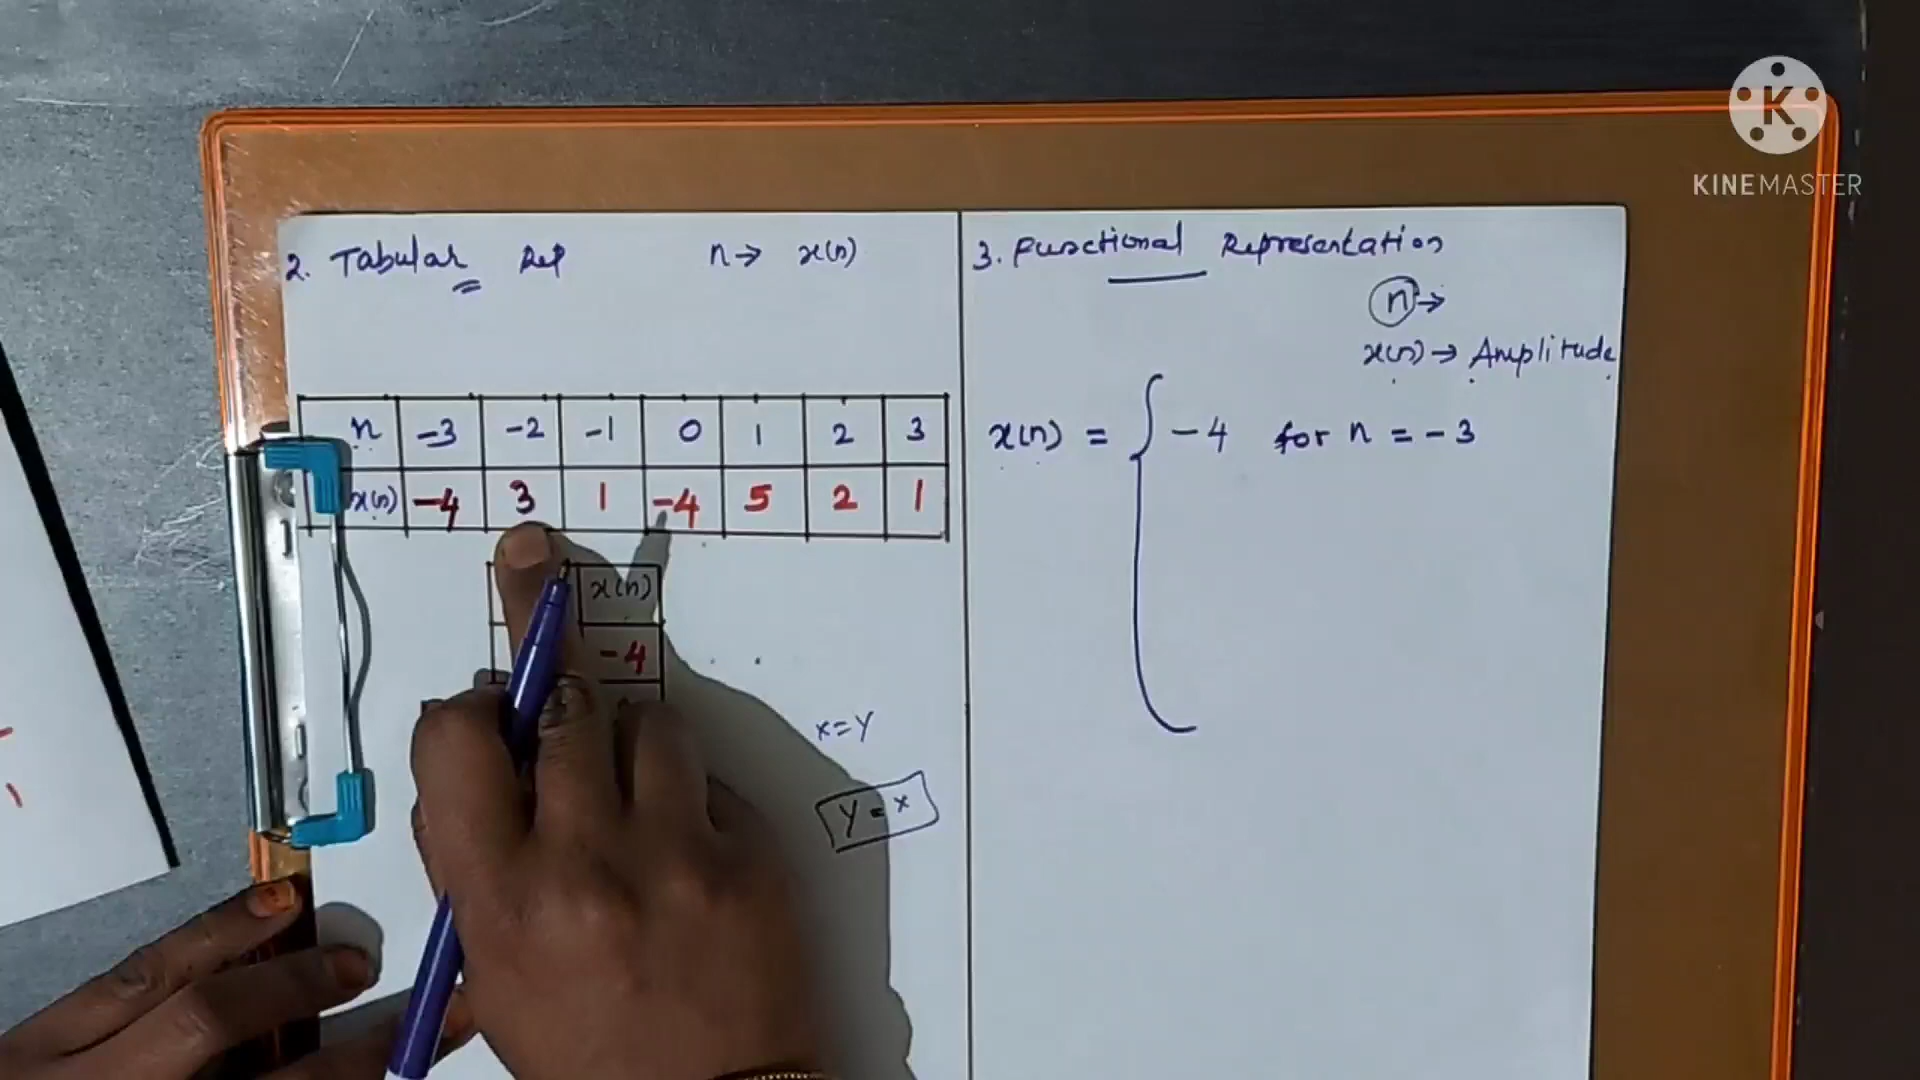 KINEMASTER
2. Tabular Rep n → x(n)
n -3 -2 -1 0 1 2 3
x(n) -4 3 1 -4 5 2 1
x(n)
-4
x=y
y=x
3. Functional Representation
n →
x(n) → Amplitude
x(n) = { -4 for n = -3